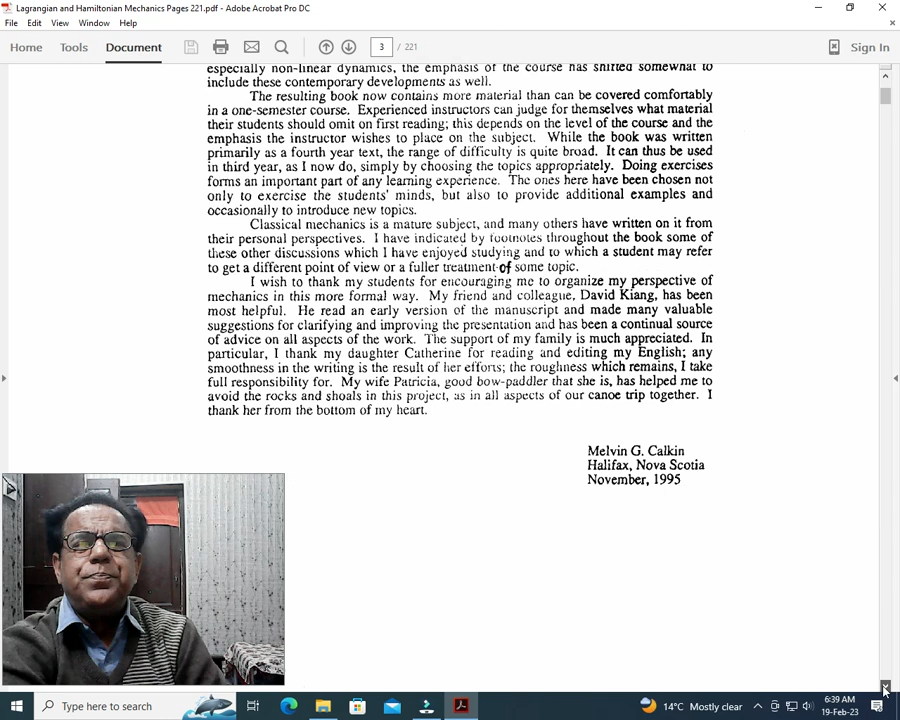 Lagrangian and Hamiltonian Mechanics Pages 221.pdf - Adobe Acrobat Pro DC
File Edit View Window Help
Home Tools Document 3 / 221 Sign In
especially non-linear dynamics, the emphasis of the course has shifted somewhat to
include these contemporary developments as well.
The resulting book now contains more material than can be covered comfortably
in a one-semester course. Experienced instructors can judge for themselves what material
their students should omit on first reading; this depends on the level of the course and the
emphasis the instructor wishes to place on the subject. While the book was written
primarily as a fourth year text, the range of difficulty is quite broad. It can thus be used
in third year, as I now do, simply by choosing the topics appropriately. Doing exercises
forms an important part of any learning experience. The ones here have been chosen not
only to exercise the students' minds, but also to provide additional examples and
occasionally to introduce new topics.
Classical mechanics is a mature subject, and many others have written on it from
their personal perspectives. I have indicated by footnotes throughout the book some of
these other discussions which I have enjoyed studying and to which a student may refer
to get a different point of view or a fuller treatment of some topic.
I wish to thank my students for encouraging me to organize my perspective of
mechanics in this more formal way. My friend and colleague, David Kiang, has been
most helpful. He read an early version of the manuscript and made many valuable
suggestions for clarifying and improving the presentation and has been a continual source
of advice on all aspects of the work. The support of my family is much appreciated. In
particular, I thank my daughter Catherine for reading and editing my English; any
smoothness in the writing is the result of her efforts; the roughness which remains, I take
full responsibility for. My wife Patricia, good bow-paddler that she is, has helped me to
avoid the rocks and shoals in this project, as in all aspects of our canoe trip together. I
thank her from the bottom of my heart.
Melvin G. Calkin
Halifax, Nova Scotia
November, 1995
Type here to search
14°C Mostly clear
6:39 AM
19-Feb-23